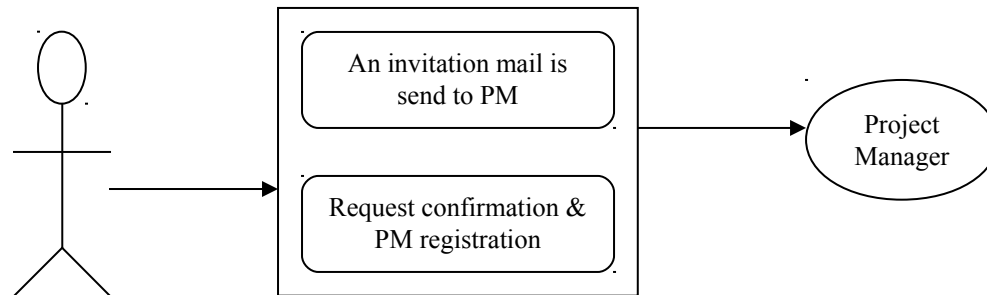 An invitation mail is
send to PM
Project
Manager
Request confirmation &
PM registration